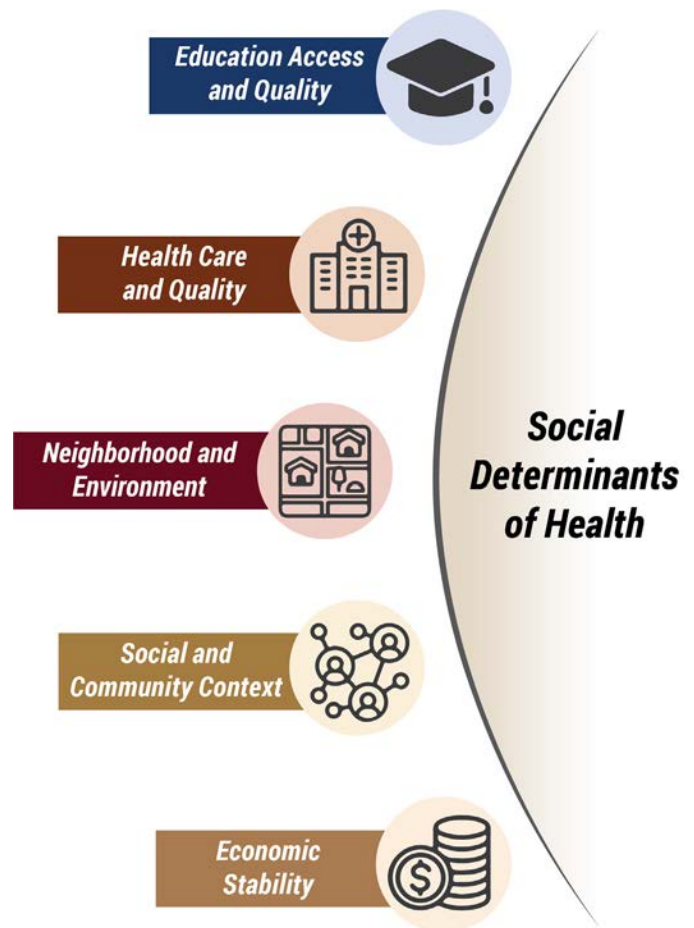 Education Access
and Quality
Health Care
and Quality
Neighborhood and
Environment
Social
Determinants
of Health
Social and
Community Context
Economic
Stability